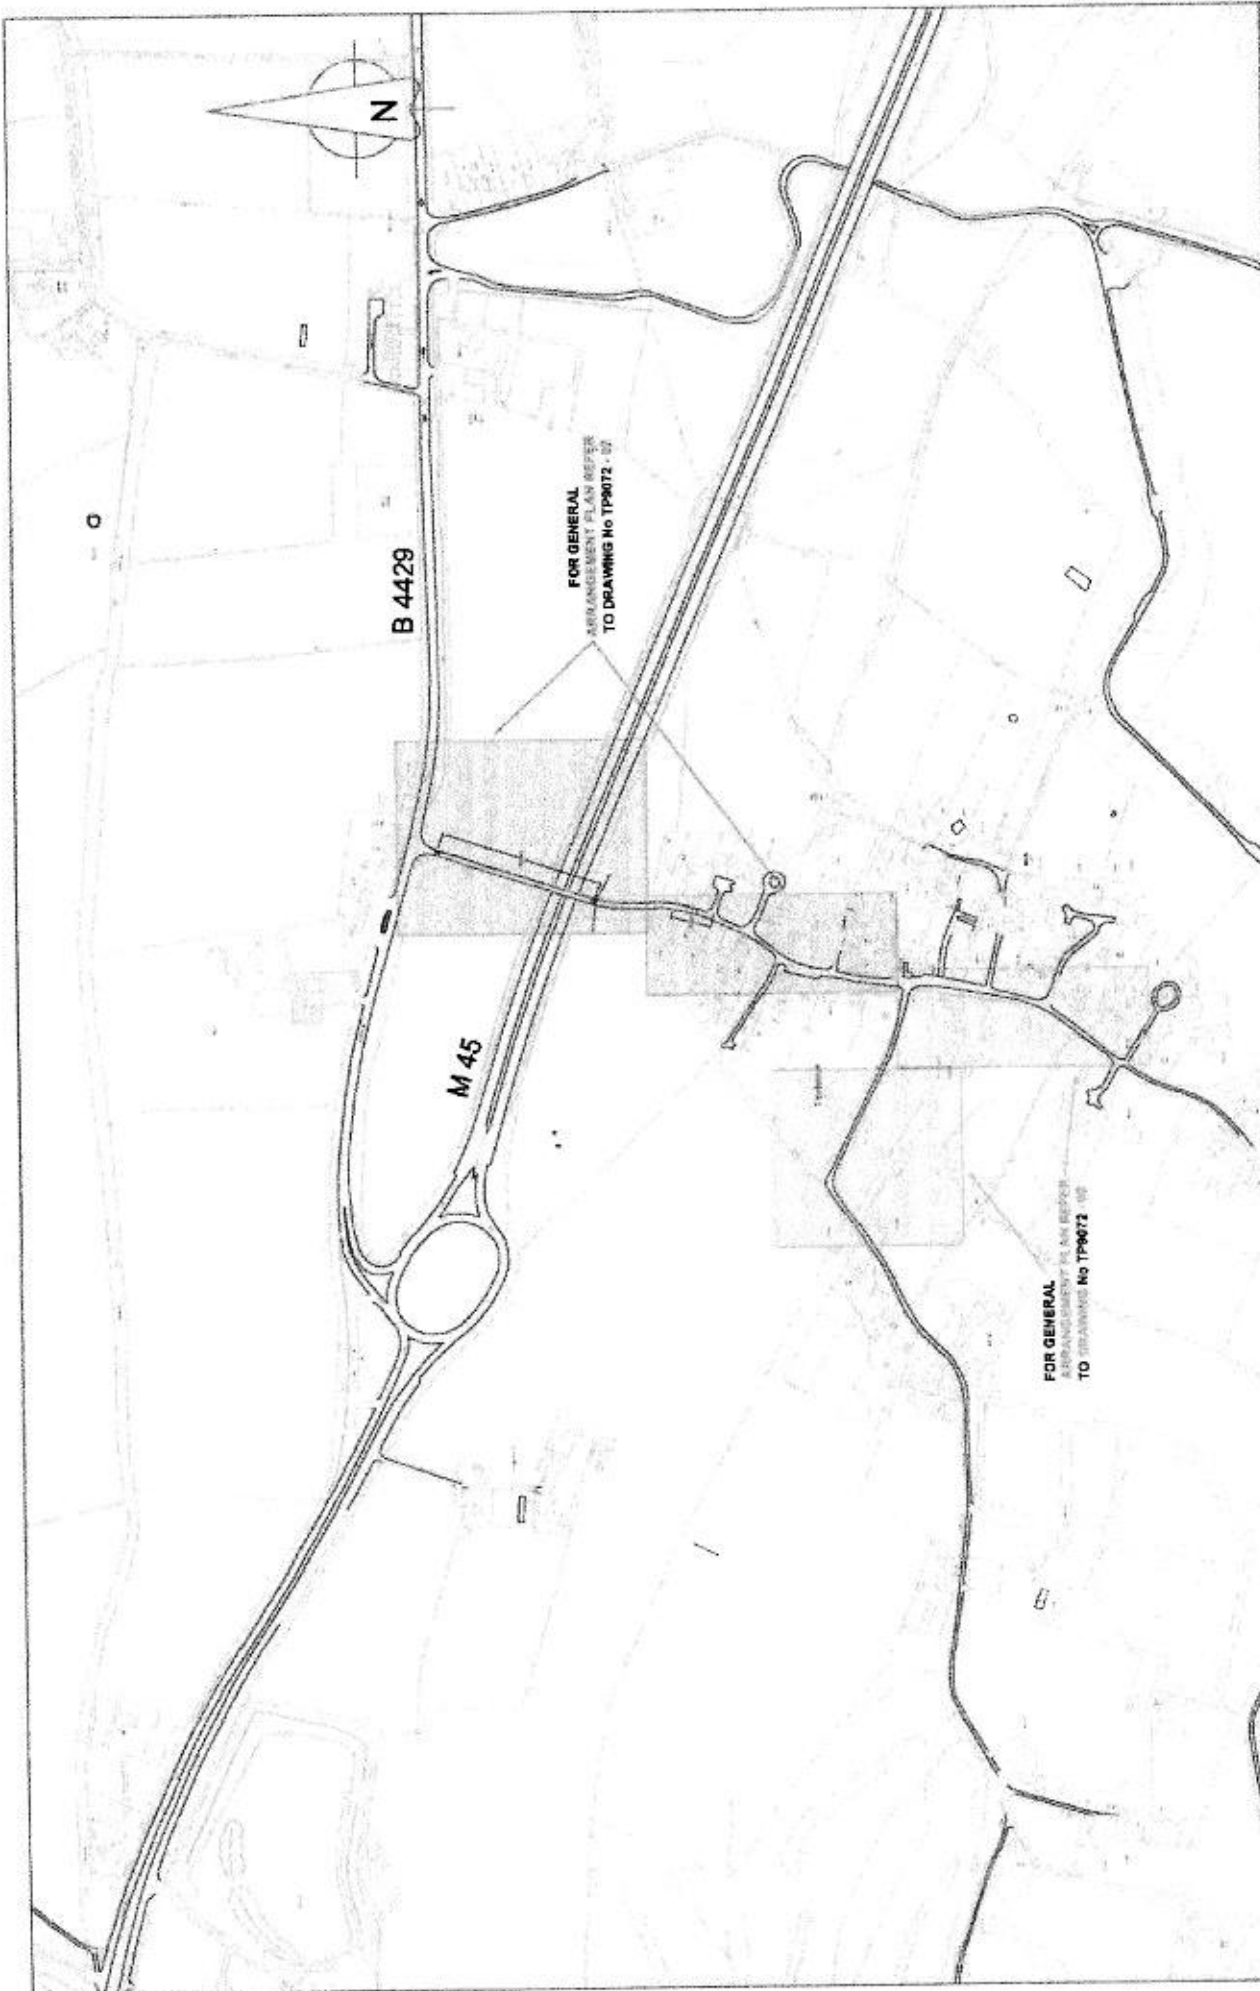 N
B 4429
FOR GENERAL
ARRANGEMENT PLAN REFER
TO DRAWING No TP9072 - 02
M 45
FOR GENERAL
ARRANGEMENT PLAN REFER
TO DRAWING No TP9072